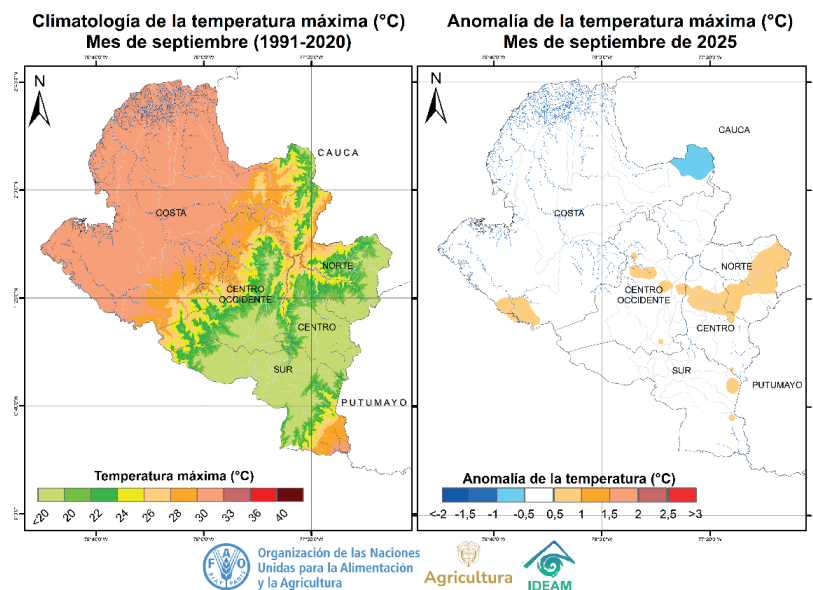 Climatología de la temperatura máxima (°C)
Mes de septiembre (1991-2020)
N
CAUCA
COSTA
NORTE
CENTRO
OCCIDENTE
CENTRO
SUR
PUTUMAYO
Temperatura máxima (°C)
<20 20 22 24 26 28 30 33 36 40
Anomalía de la temperatura máxima (°C)
Mes de septiembre de 2025
N
CAUCA
COSTA
NORTE
CENTRO
OCCIDENTE
CENTRO
SUR
PUTUMAYO
Anomalía de la temperatura (°C)
<-2 -1,5 -1 -0,5 0,5 1 1,5 2 2,5 >3
FAO
FIAT PANIS
Organización de las Naciones
Unidas para la Alimentación
y la Agricultura
Agricultura
IDEAM